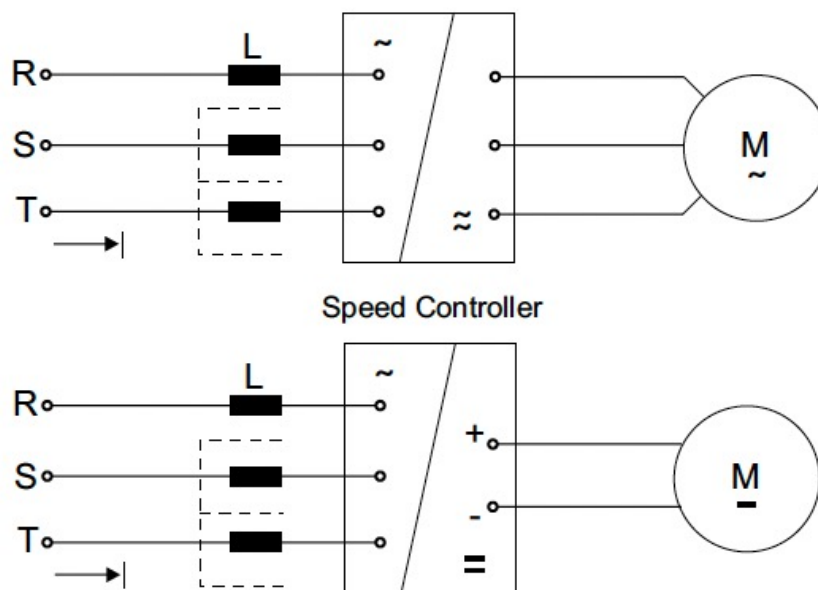 L
~
R
S
M
~
T
≈
Speed Controller
L
~
R
+
S
M
-
T
=